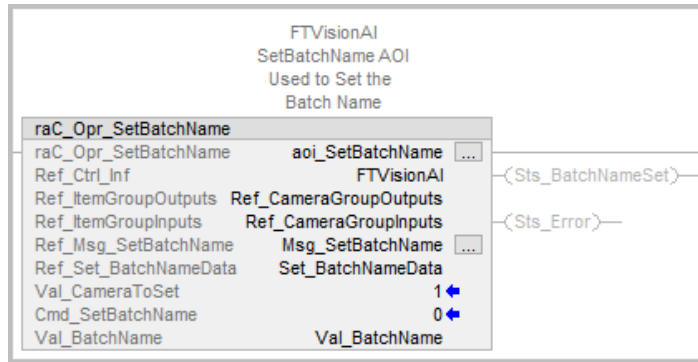 FTVisionAI
SetBatchName AOI
Used to Set the
Batch Name
raC_Opr_SetBatchName
raC_Opr_SetBatchName aoi_SetBatchName ...
Ref_Ctrl_Inf FTVisionAI (Sts_BatchNameSet)
Ref_ItemGroupOutputs Ref_CameraGroupOutputs
Ref_ItemGroupInputs Ref_CameraGroupInputs (Sts_Error)
Ref_Msg_SetBatchName Msg_SetBatchName ...
Ref_Set_BatchNameData Set_BatchNameData
Val_CameraToSet 1
Cmd_SetBatchName 0
Val_BatchName Val_BatchName